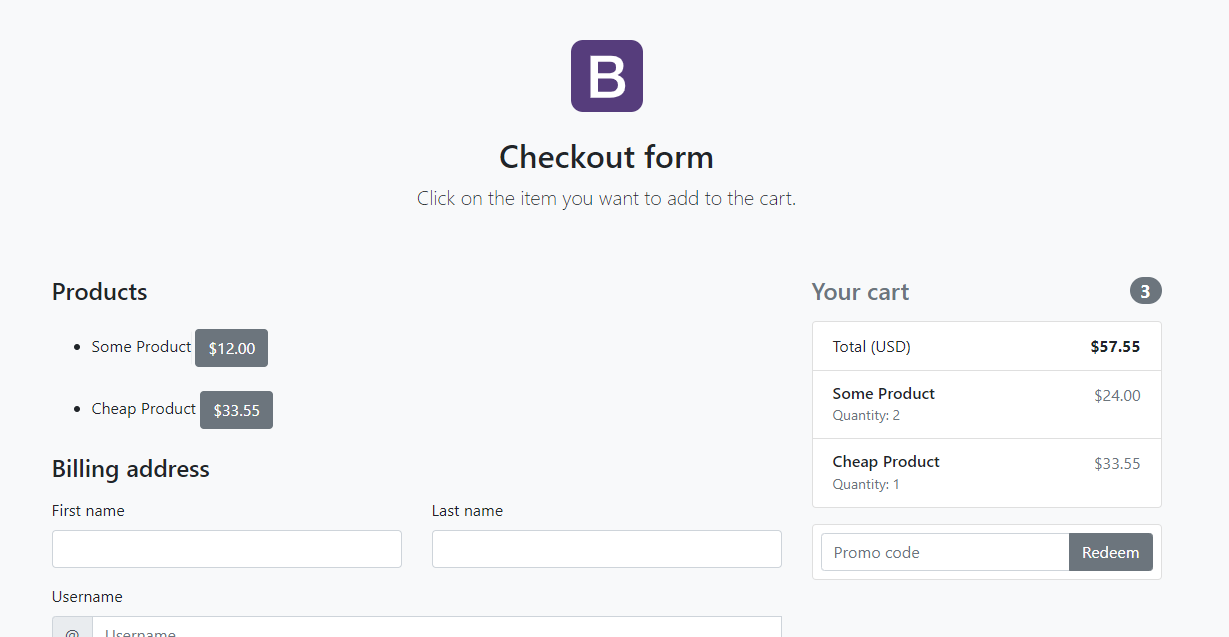 B
Checkout form
Click on the item you want to add to the cart.
Products
Some Product $12.00
Cheap Product $33.55
Billing address
First name
Last name
Username
@ Username
Your cart 3
Total (USD) $57.55
Some Product $24.00
Quantity: 2
Cheap Product $33.55
Quantity: 1
Promo code Redeem